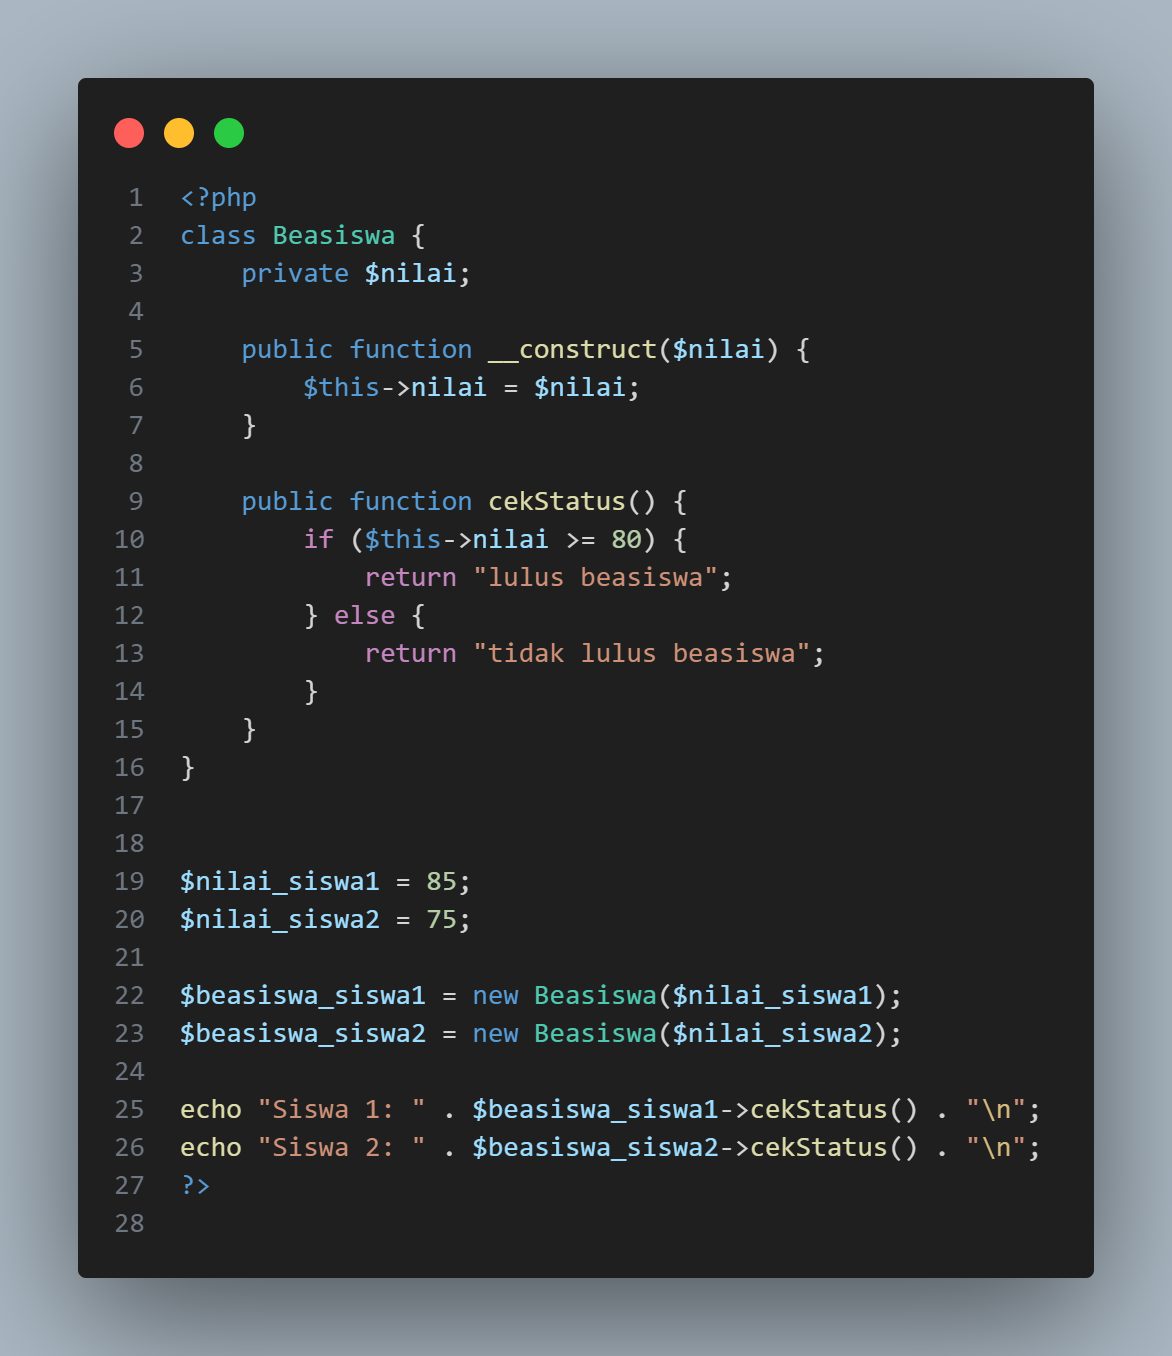 1 <?php
2 class Beasiswa {
3     private $nilai;
4
5     public function __construct($nilai) {
6         $this->nilai = $nilai;
7     }
8
9     public function cekStatus() {
10         if ($this->nilai >= 80) {
11             return "lulus beasiswa";
12         } else {
13             return "tidak lulus beasiswa";
14         }
15     }
16 }
17
18
19 $nilai_siswa1 = 85;
20 $nilai_siswa2 = 75;
21
22 $beasiswa_siswa1 = new Beasiswa($nilai_siswa1);
23 $beasiswa_siswa2 = new Beasiswa($nilai_siswa2);
24
25 echo "Siswa 1: " . $beasiswa_siswa1->cekStatus() . "\n";
26 echo "Siswa 2: " . $beasiswa_siswa2->cekStatus() . "\n";
27 ?>
28